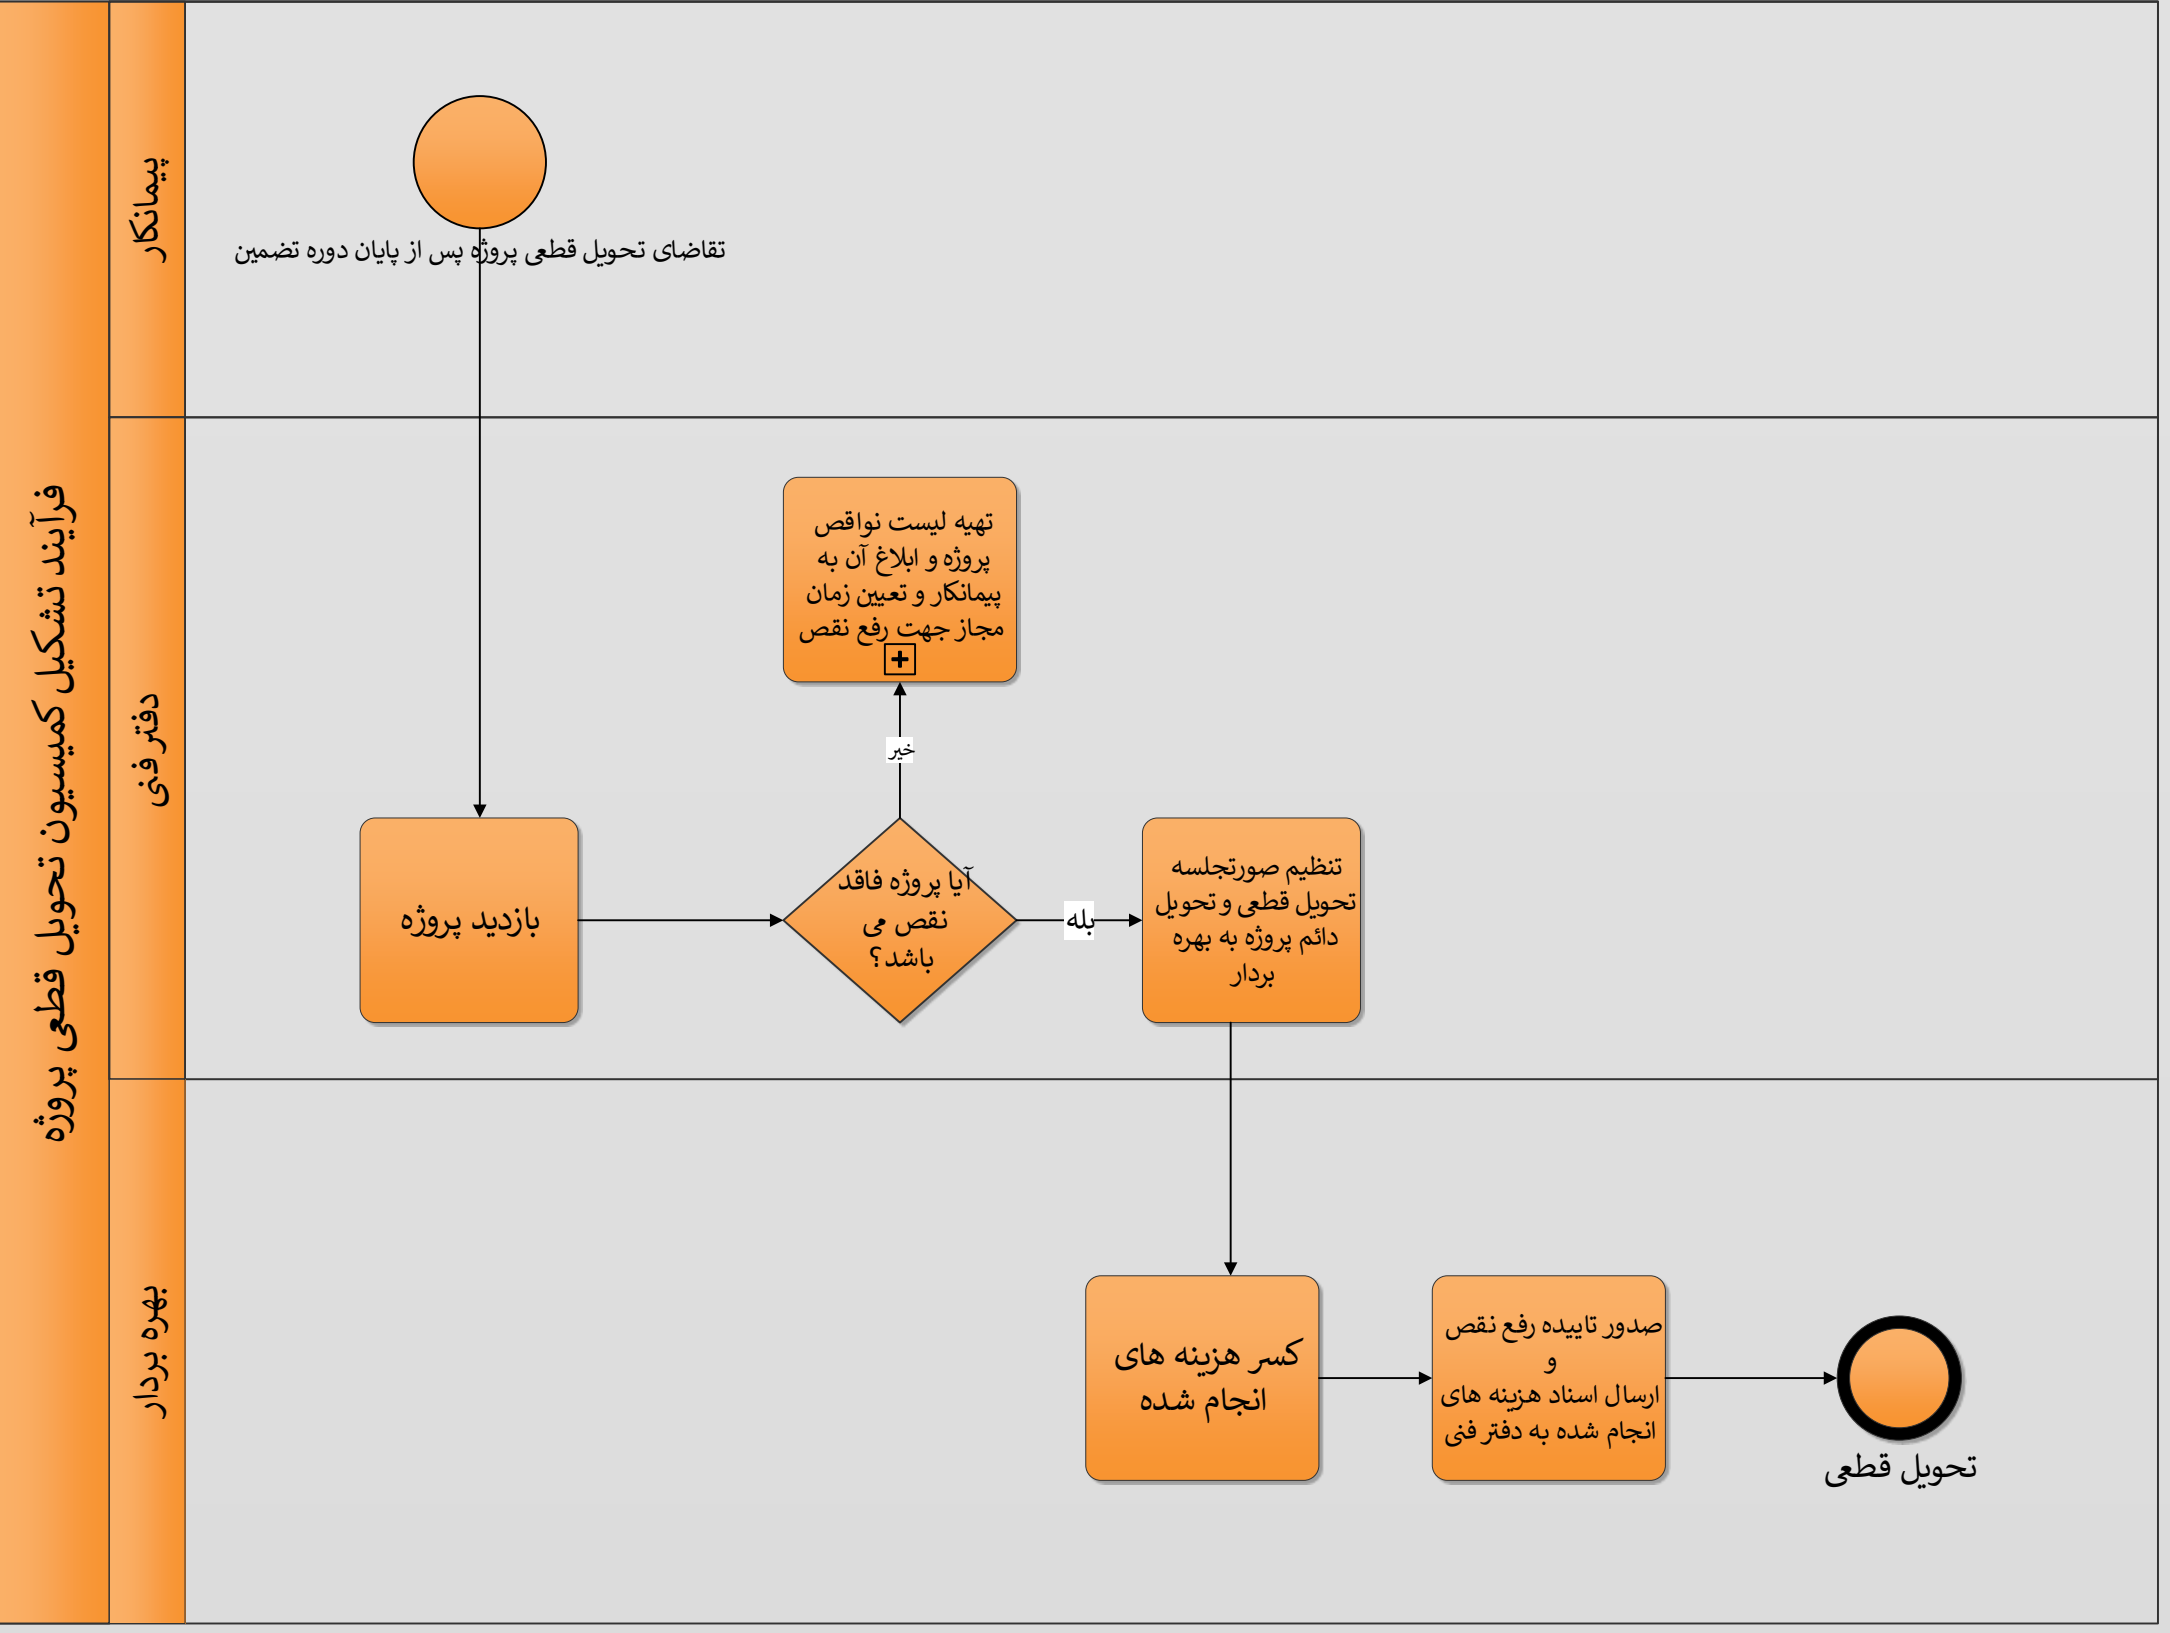 فرآیند تشکیل کمیسیون تحویل قطعی پروژه
پیمانکار
تقاضای تحویل قطعی پروژه پس از پایان دوره تضمین
دفتر فنی
تهیه لیست نواقص
پروژه و ابلاغ آن به
پیمانکار و تعیین زمان
مجاز جهت رفع نقص
خیر
بازدید پروژه
آیا پروژه فاقد
نقص می
باشد؟
بله
تنظیم صورتجلسه
تحویل قطعی و تحویل
دائم پروژه به بهره
بردار
بهره بردار
کسر هزینه های
انجام شده
صدور تاییده رفع نقص
و
ارسال اسناد هزینه های
انجام شده به دفتر فنی
تحویل قطعی